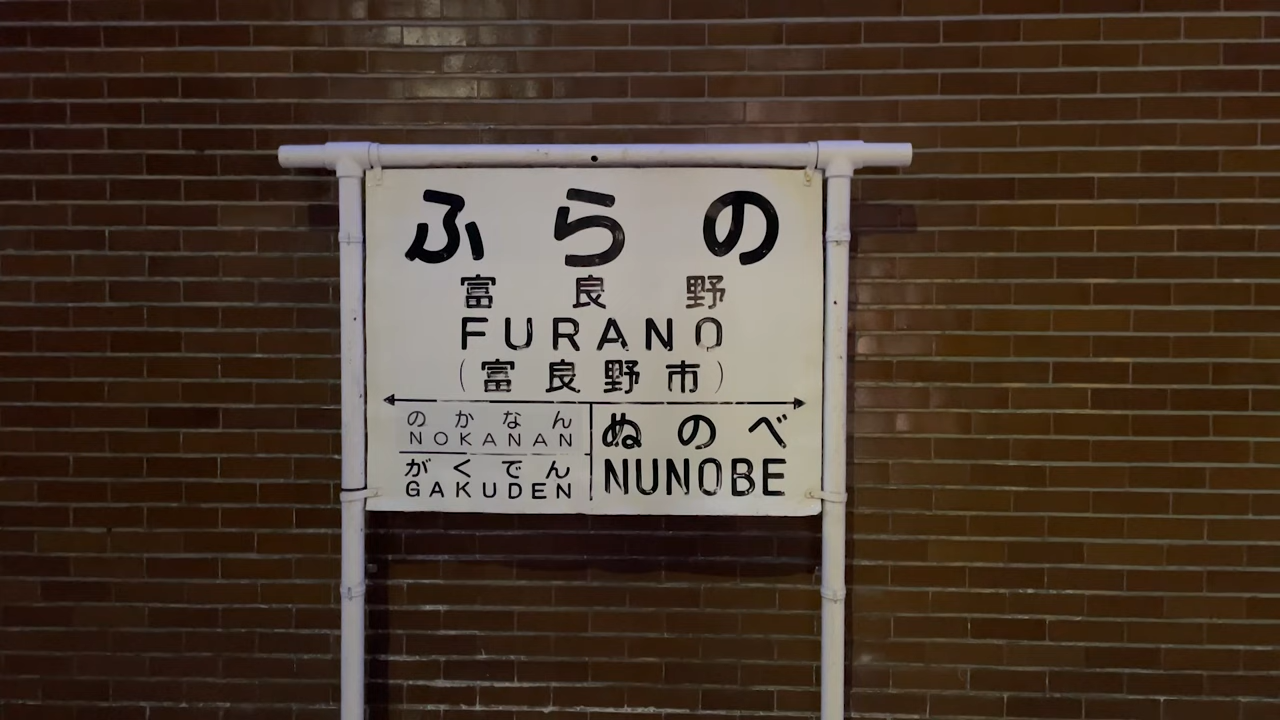 ふらの
富良野
FURANO
(富良野市)
のかなん
NOKANAN
がくでん
GAKUDEN
ぬのべ
NUNOBE